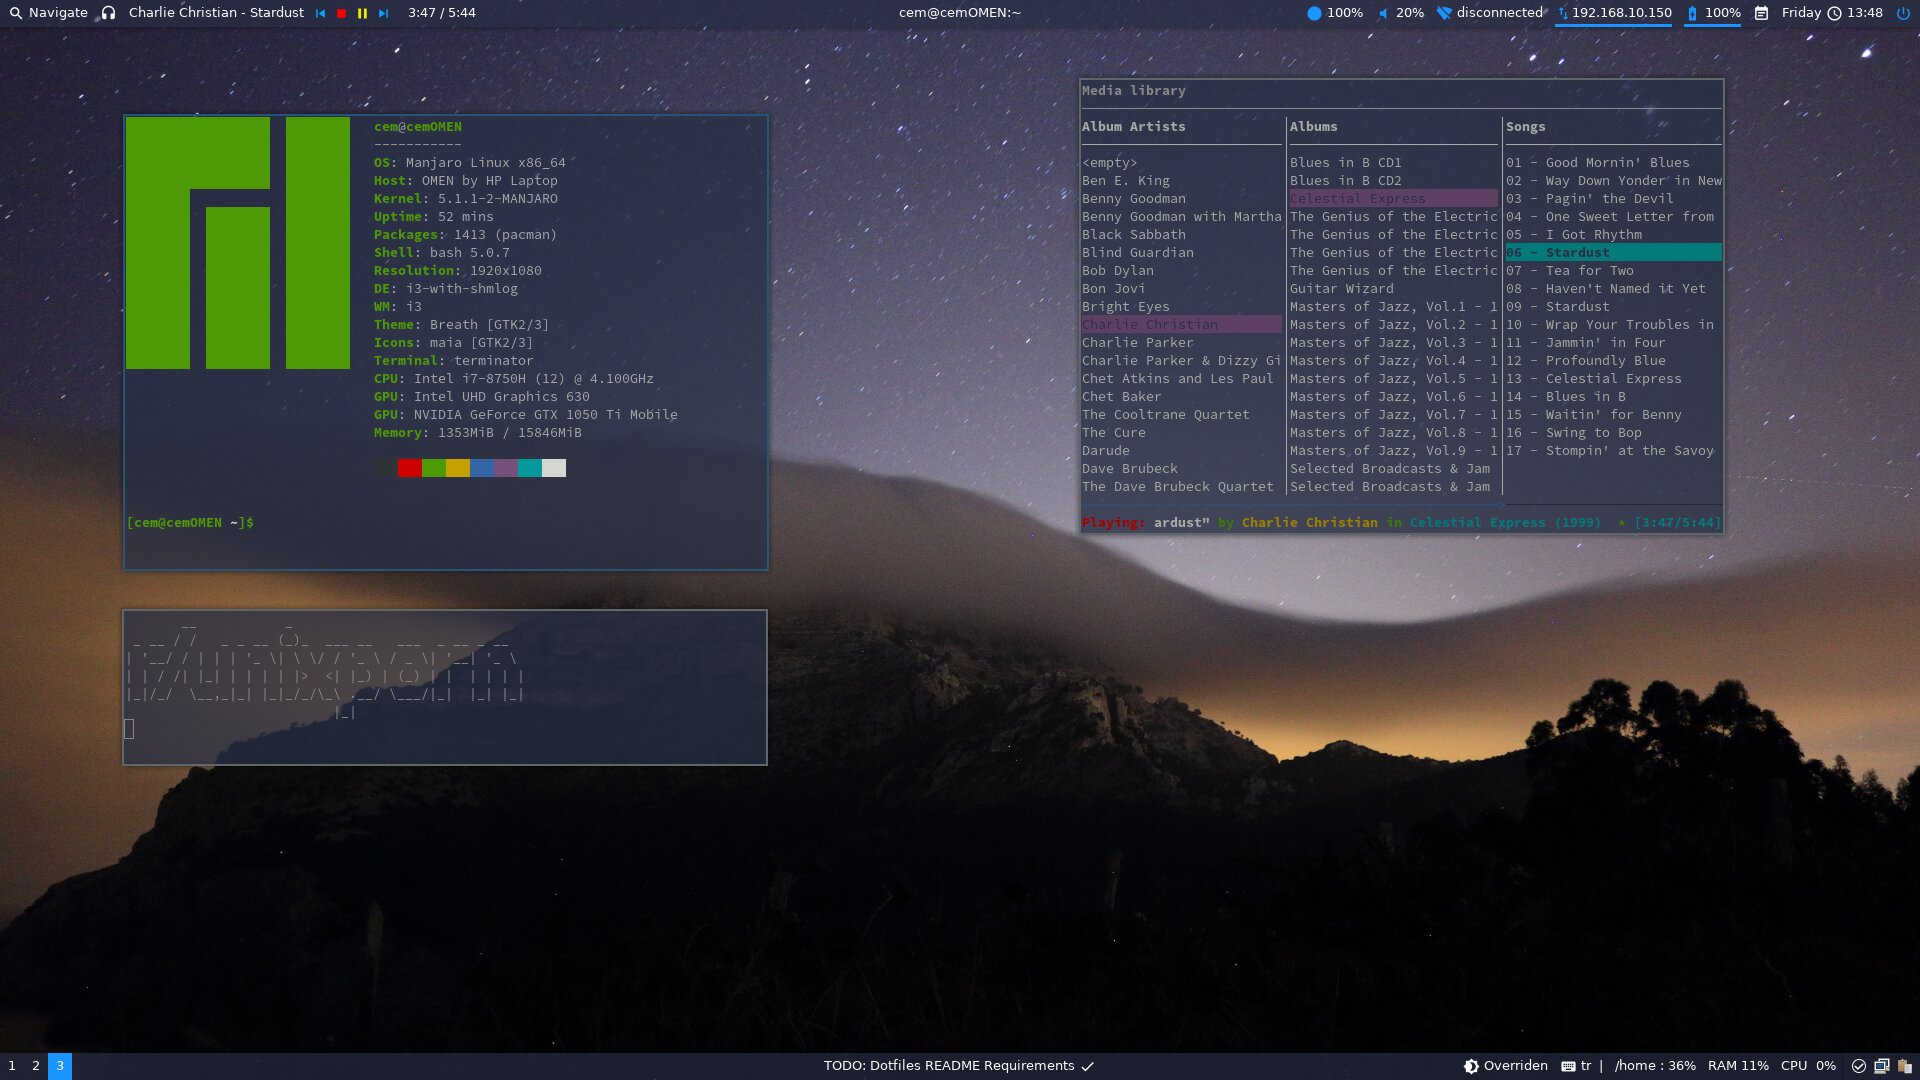 Navigate Charlie Christian - Stardust 3:47 / 5:44 cem@cemOMEN:~ 100% 20% disconnected 192.168.10.150 100% Friday 13:48
cem@cemOMEN
-----------
OS: Manjaro Linux x86_64
Host: OMEN by HP Laptop
Kernel: 5.1.1-2-MANJARO
Uptime: 52 mins
Packages: 1413 (pacman)
Shell: bash 5.0.7
Resolution: 1920x1080
DE: i3-with-shmlog
WM: i3
Theme: Breath [GTK2/3]
Icons: maia [GTK2/3]
Terminal: terminator
CPU: Intel i7-8750H (12) @ 4.100GHz
GPU: Intel UHD Graphics 630
GPU: NVIDIA GeForce GTX 1050 Ti Mobile
Memory: 1353MiB / 15846MiB
[cem@cemOMEN ~]$
r/unixporn
Media library
Album Artists
<empty>
Ben E. King
Benny Goodman
Benny Goodman with Martha
Black Sabbath
Blind Guardian
Bob Dylan
Bon Jovi
Bright Eyes
Charlie Christian
Charlie Parker
Charlie Parker & Dizzy Gi
Chet Atkins and Les Paul
Chet Baker
The Cooltrane Quartet
The Cure
Darude
Dave Brubeck
The Dave Brubeck Quartet
Albums
Blues in B CD1
Blues in B CD2
Celestial Express
The Genius of the Electric
The Genius of the Electric
The Genius of the Electric
The Genius of the Electric
Guitar Wizard
Masters of Jazz, Vol.1 - 1
Masters of Jazz, Vol.2 - 1
Masters of Jazz, Vol.3 - 1
Masters of Jazz, Vol.4 - 1
Masters of Jazz, Vol.5 - 1
Masters of Jazz, Vol.6 - 1
Masters of Jazz, Vol.7 - 1
Masters of Jazz, Vol.8 - 1
Masters of Jazz, Vol.9 - 1
Selected Broadcasts & Jam
Selected Broadcasts & Jam
Songs
01 - Good Mornin' Blues
02 - Way Down Yonder in New
03 - Pagin' the Devil
04 - One Sweet Letter from
05 - I Got Rhythm
06 - Stardust
07 - Tea for Two
08 - Haven't Named it Yet
09 - Stardust
10 - Wrap Your Troubles in
11 - Jammin' in Four
12 - Profoundly Blue
13 - Celestial Express
14 - Blues in B
15 - Waitin' for Benny
16 - Swing to Bop
17 - Stompin' at the Savoy
Playing: ardust" by Charlie Christian in Celestial Express (1999) ★ [3:47/5:44]
1 2 3 TODO: Dotfiles README Requirements ✓ Overriden tr | /home : 36% RAM 11% CPU 0%